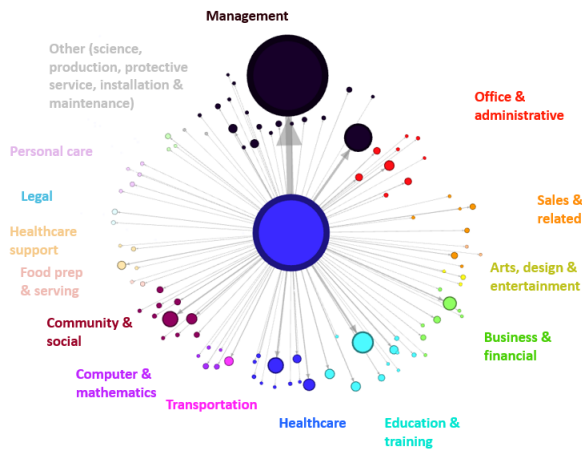 Management
Other (science,
production, protective
service, installation &
maintenance)
Office &
administrative
Personal care
Legal
Sales &
related
Healthcare
support
Arts, design &
entertainment
Food prep
& serving
Community &
social
Business &
financial
Computer &
mathematics
Transportation
Healthcare
Education &
training